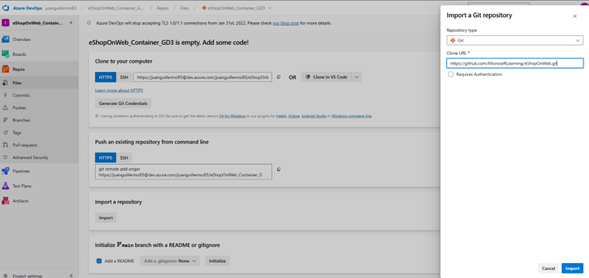 Azure DevOps
juanguillermo83
eShopOnWeb_Container_GD3
Repos
Files
eShopOnWeb_Container_GD3
eShopOnWeb_Container...
Azure DevOps will stop accepting TLS 1.0/1.1 connections from Jan 31st, 2022. Please check our blog post for more details.
Overview
Boards
Repos
Files
Commits
Pushes
Branches
Tags
Pull requests
Advanced Security
Pipelines
Test Plans
Artifacts
Project settings
eShopOnWeb_Container_GD3 is empty. Add some code!
Clone to your computer
HTTPS SSH https://juanguillermo83@dev.azure.com/juanguillermo83/eShopOn OR Clone in VS Code
Learn more about HTTPS
Generate Git Credentials
Having problems authenticating in Git? Be sure to get the latest version Git for Windows or our plugins for IntelliJ, Eclipse, Android Studio or Windows command line.
Push an existing repository from command line
HTTPS SSH
git remote add origin
https://juanguillermo83@dev.azure.com/juanguillermo83/eShopOnWeb_Container_G
Import a repository
Import
Initialize main branch with a README or gitignore
Add a README
Add a .gitignore: None
Initialize
Import a Git repository
Repository type
Git
Clone URL *
https://github.com/MicrosoftLearning/eShopOnWeb.git
Requires Authentication
Cancel
Import